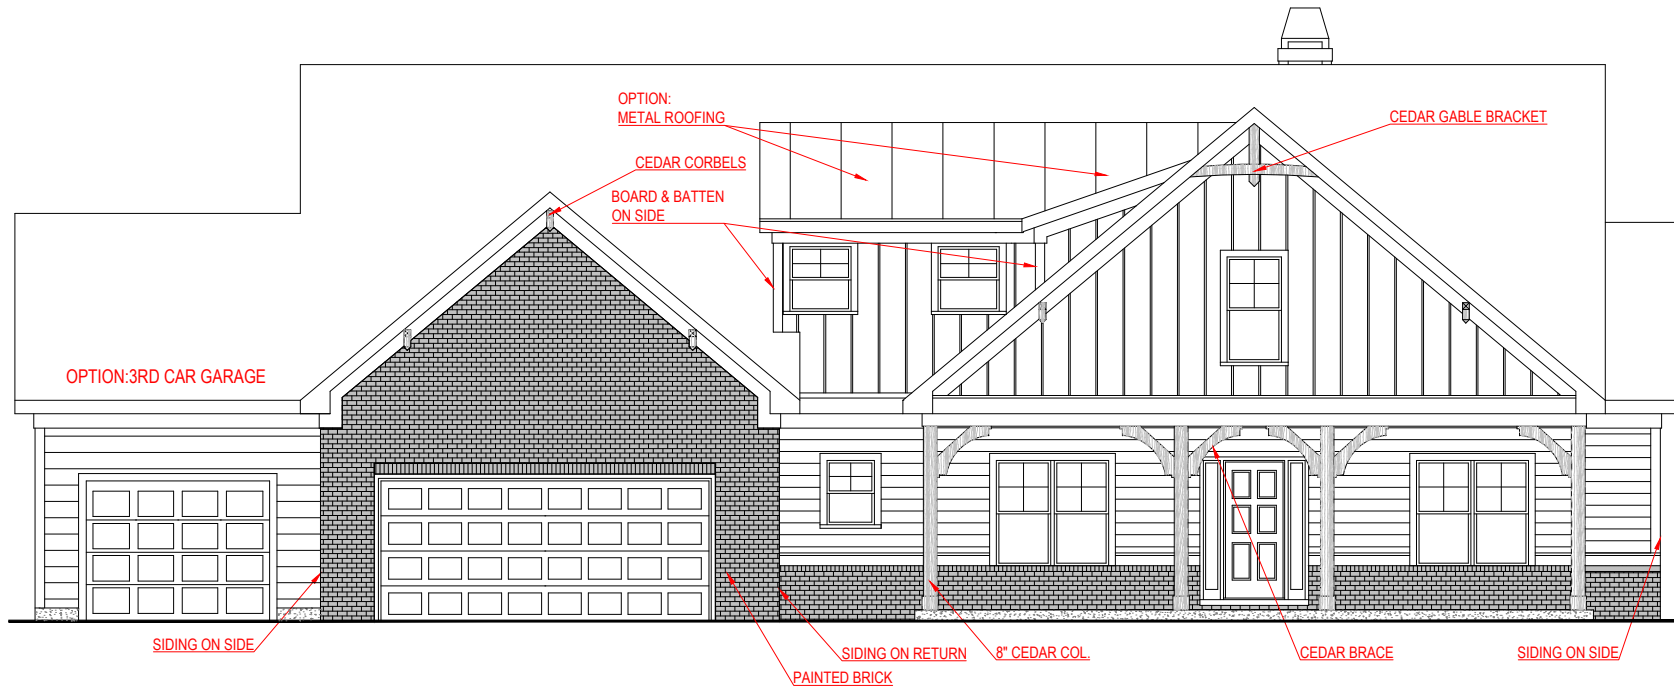 OPTION:
METAL ROOFING
CEDAR GABLE BRACKET
CEDAR CORBELS
BOARD & BATTEN
ON SIDE
OPTION:3RD CAR GARAGE
SIDING ON SIDE
SIDING ON RETURN
8" CEDAR COL.
CEDAR BRACE
SIDING ON SIDE
PAINTED BRICK